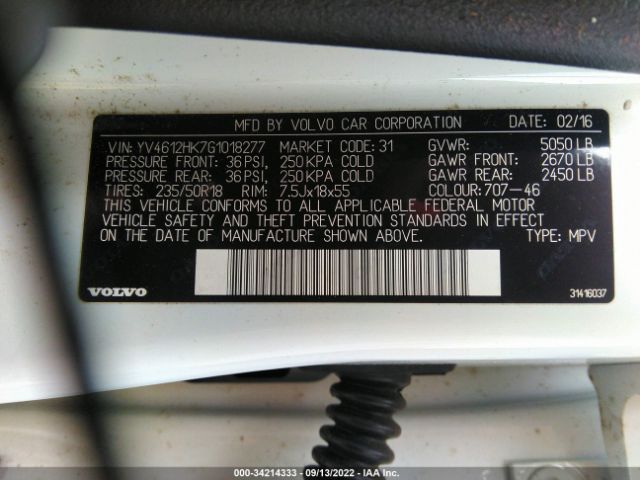 MFD BY VOLVO CAR CORPORATION DATE: 02/16
VIN: YV4612HK7G1018277 MARKET CODE: 31 GVWR: 5050 LB
PRESSURE FRONT: 36 PSI, 250 KPA COLD GAWR FRONT: 2670 LB
PRESSURE REAR: 36 PSI, 250 KPA COLD GAWR REAR: 2450 LB
TIRES: 235/50R18 RIM: 7.5Jx18x55 COLOUR: 707-46
THIS VEHICLE CONFORMS TO ALL APPLICABLE FEDERAL MOTOR
VEHICLE SAFETY AND THEFT PREVENTION STANDARDS IN EFFECT
ON THE DATE OF MANUFACTURE SHOWN ABOVE. TYPE: MPV
VOLVO 31416037
000-34214333 - 09/13/2022 - IAA Inc.